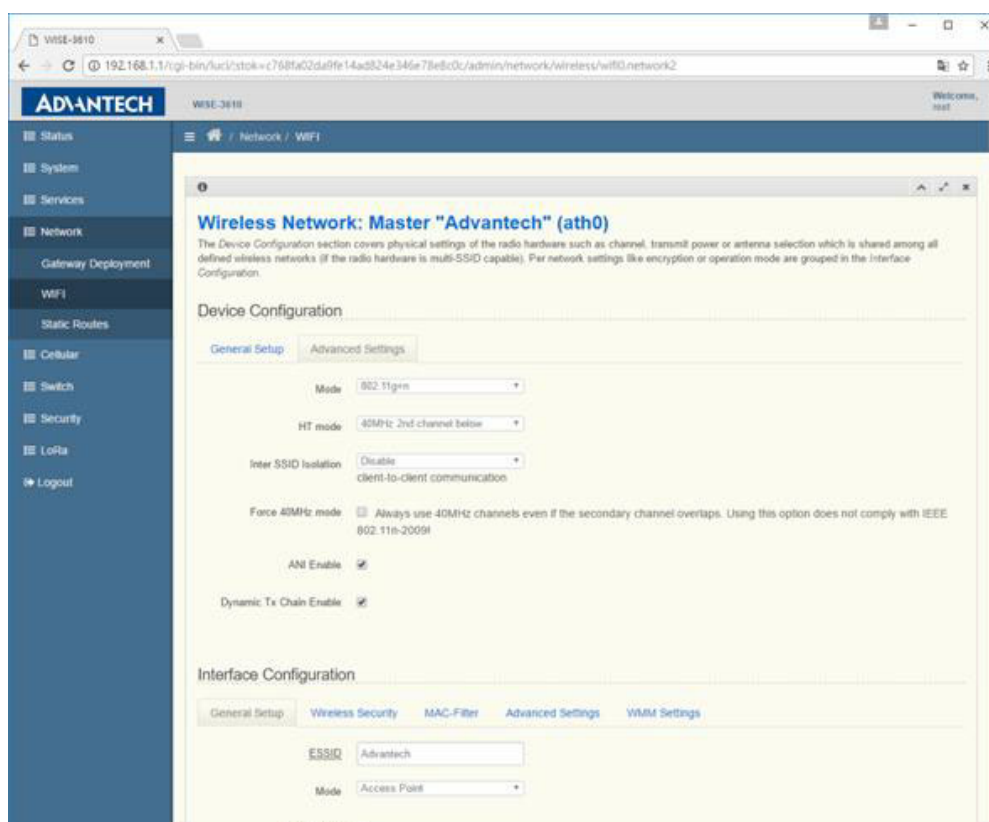 WISE-3610
192.168.1.1/cgi-bin/luci/;stok=c768fa02da9fe14ad824e346e78e8c0c/admin/network/wireless/wifi0.network2
ADVANTECH
WISE-3610
Welcome,
root
Status
/ Network / WIFI
System
Services
Network
Gateway Deployment
WIFI
Static Routes
Cellular
Switch
Security
LoRa
Logout
Wireless Network: Master "Advantech" (ath0)
The Device Configuration section covers physical settings of the radio hardware such as channel, transmit power or antenna selection which is shared among all
defined wireless networks (if the radio hardware is multi-SSID capable). Per network settings like encryption or operation mode are grouped in the Interface
Configuration.
Device Configuration
General Setup Advanced Settings
Mode 802.11g+n
HT mode 40MHz 2nd channel below
Inter SSID Isolation Disable
client-to-client communication
Force 40MHz mode Always use 40MHz channels even if the secondary channel overlaps. Using this option does not comply with IEEE
802.11n-2009!
ANI Enable
Dynamic Tx Chain Enable
Interface Configuration
General Setup Wireless Security MAC-Filter Advanced Settings WMM Settings
ESSID Advantech
Mode Access Point